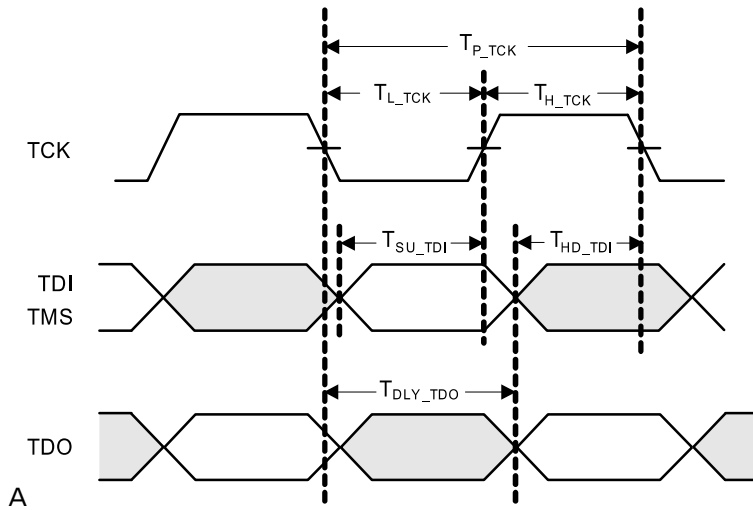 T_P_TCK
T_L_TCK T_H_TCK
TCK
T_SU_TDI T_HD_TDI
TDI
TMS
T_DLY_TDO
TDO
A